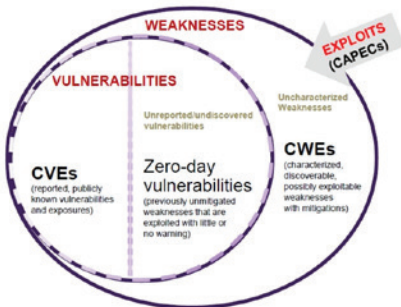 WEAKNESSES
EXPLOITS
(CAPECs)
VULNERABILITIES
Unreported/undiscovered
vulnerabilities
Uncharacterized
Weaknesses
CVEs
(reported, publicly
known vulnerabilities
and exposures)
Zero-day
vulnerabilities
(previously unmitigated
weaknesses that are
exploited with little or
no warning)
CWEs
(characterized,
discoverable,
possibly exploitable
weaknesses
with mitigations)